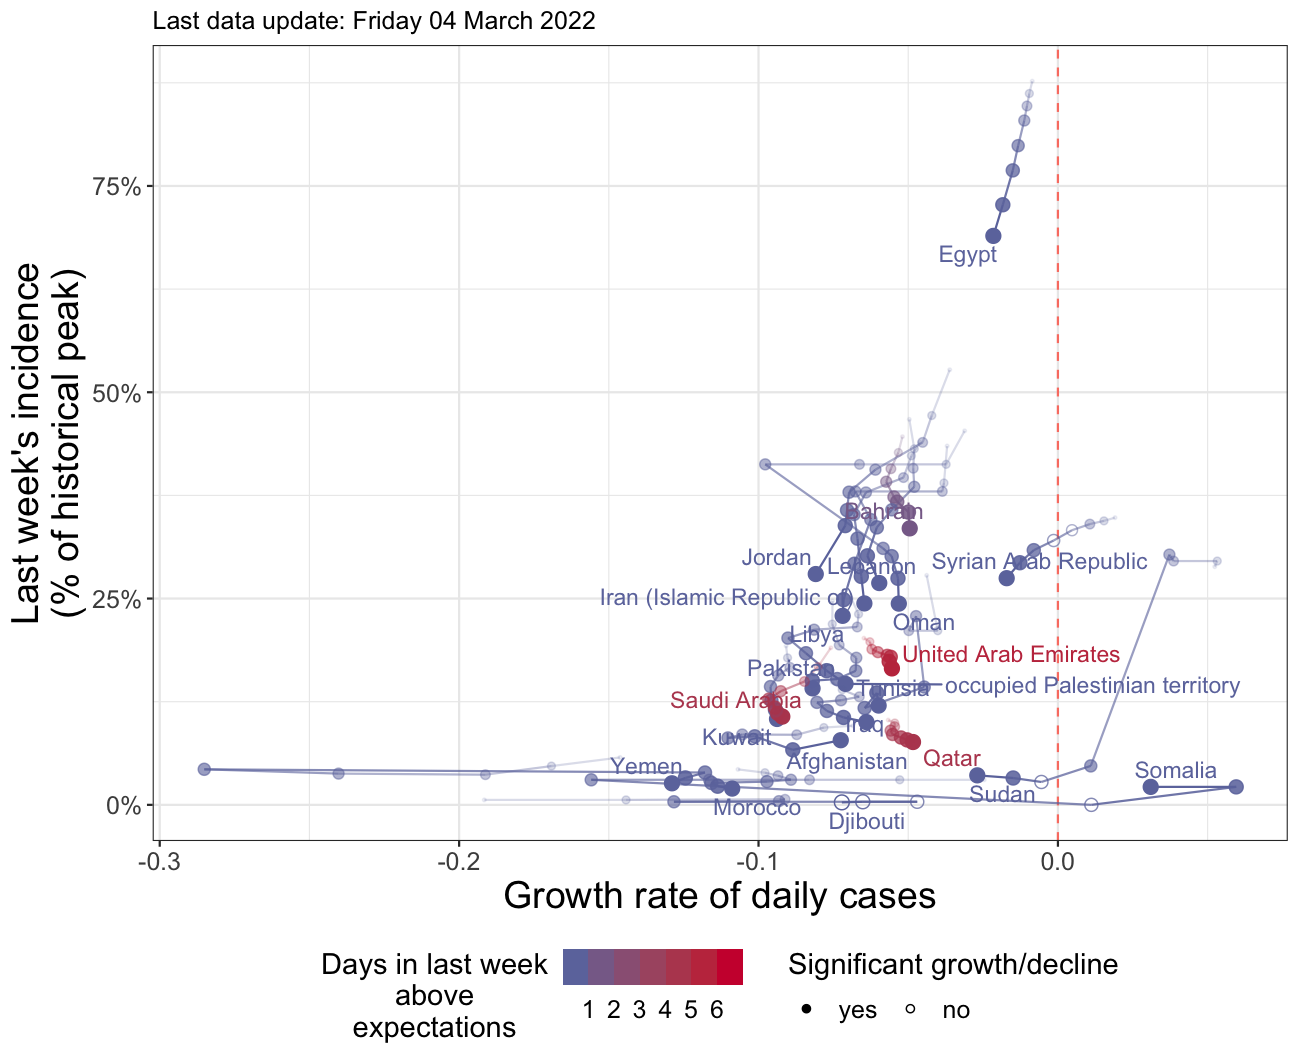 Last data update: Friday 04 March 2022
Last week's incidence
(% of historical peak)
75%
50%
25%
0%
Egypt
Bahrain
Jordan
Lebanon
Syrian Arab Republic
Iran (Islamic Republic of)
Oman
Libya
United Arab Emirates
Pakistan
Tunisia
occupied Palestinian territory
Saudi Arabia
Iraq
Kuwait
Qatar
Afghanistan
Yemen
Somalia
Sudan
Morocco
Djibouti
-0.3
-0.2
-0.1
0.0
Growth rate of daily cases
Days in last week
above
expectations
1 2 3 4 5 6
Significant growth/decline
yes
no